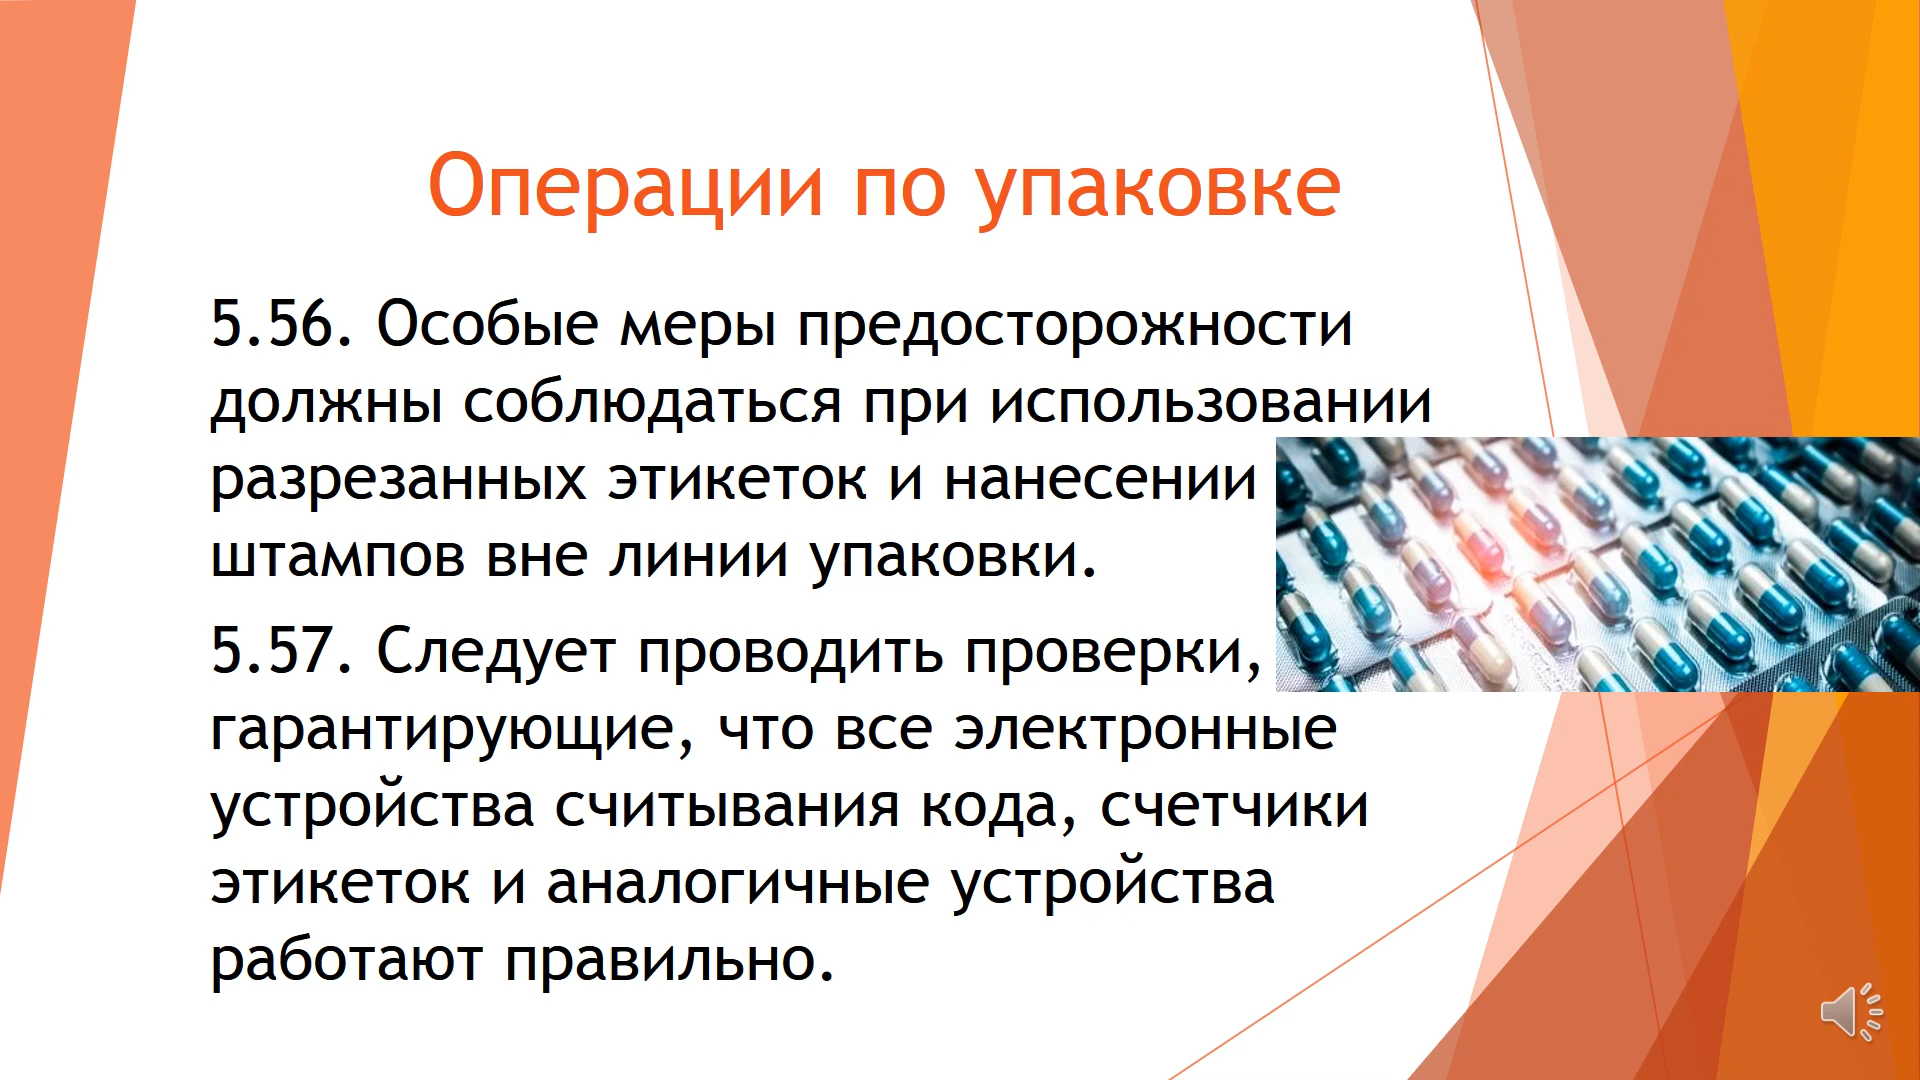 Операции по упаковке
5.56. Особые меры предосторожности
должны соблюдаться при использовании
разрезанных этикеток и нанесении
штампов вне линии упаковки.
5.57. Следует проводить проверки,
гарантирующие, что все электронные
устройства считывания кода, счетчики
этикеток и аналогичные устройства
работают правильно.